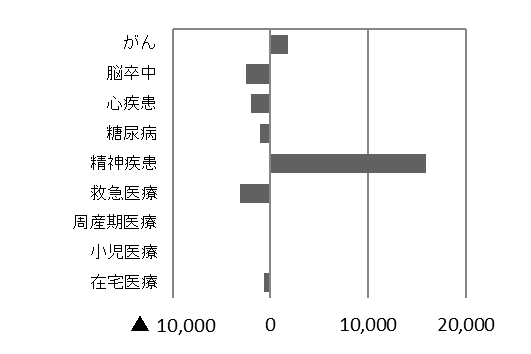 がん
脳卒中
心疾患
糖尿病
精神疾患
救急医療
周産期医療
小児医療
在宅医療
▲ 10,000 0 10,000 20,000